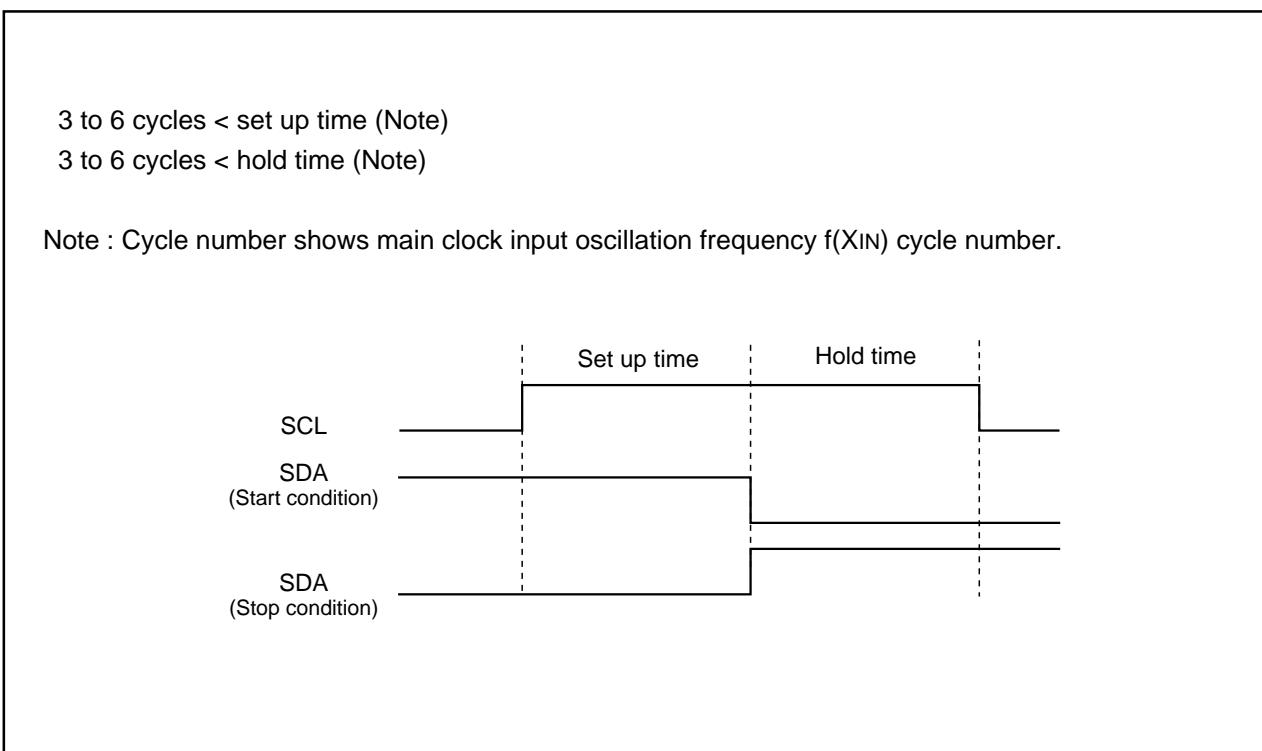 3 to 6 cycles < set up time (Note)
3 to 6 cycles < hold time (Note)
Note : Cycle number shows main clock input oscillation frequency f(XIN) cycle number.
Set up time
Hold time
SCL
SDA
(Start condition)
SDA
(Stop condition)